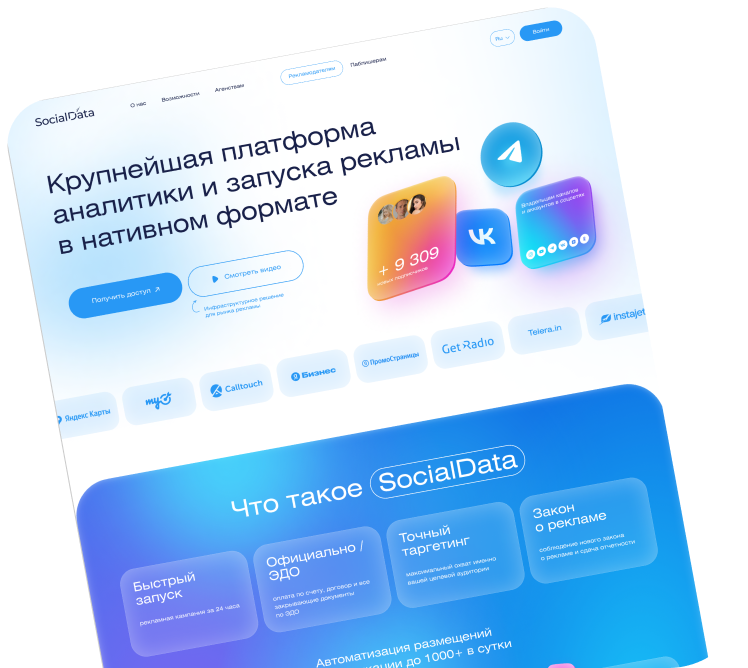 SocialData
О нас
Возможности
Агенствам
Рекламодателям
Паблишерам
Ru
Войти
Крупнейшая платформа
аналитики и запуска рекламы
в нативном формате
Получить доступ
Смотреть видео
Инфраструктурное решение
для рынка рекламы
+ 9 309
новых подписчиков
Владельцам каналов
и аккаунтов в соцсетях
Яндекс Карты
Calltouch
Бизнес
ПромоСтраницы
Get Radio
Telera.in
instajet
Что такое SocialData
Быстрый
запуск
рекламная кампания за 24 часа
Официально /
ЭДО
оплата по счету, договор и все
закрывающие документы
по ЭДО
Точный
таргетинг
максимальный охват именно
вашей целевой аудитории
Закон
о рекламе
соблюдение нового закона
о рекламе и сдача отчетности
Автоматизация размещений
до 1000+ в сутки